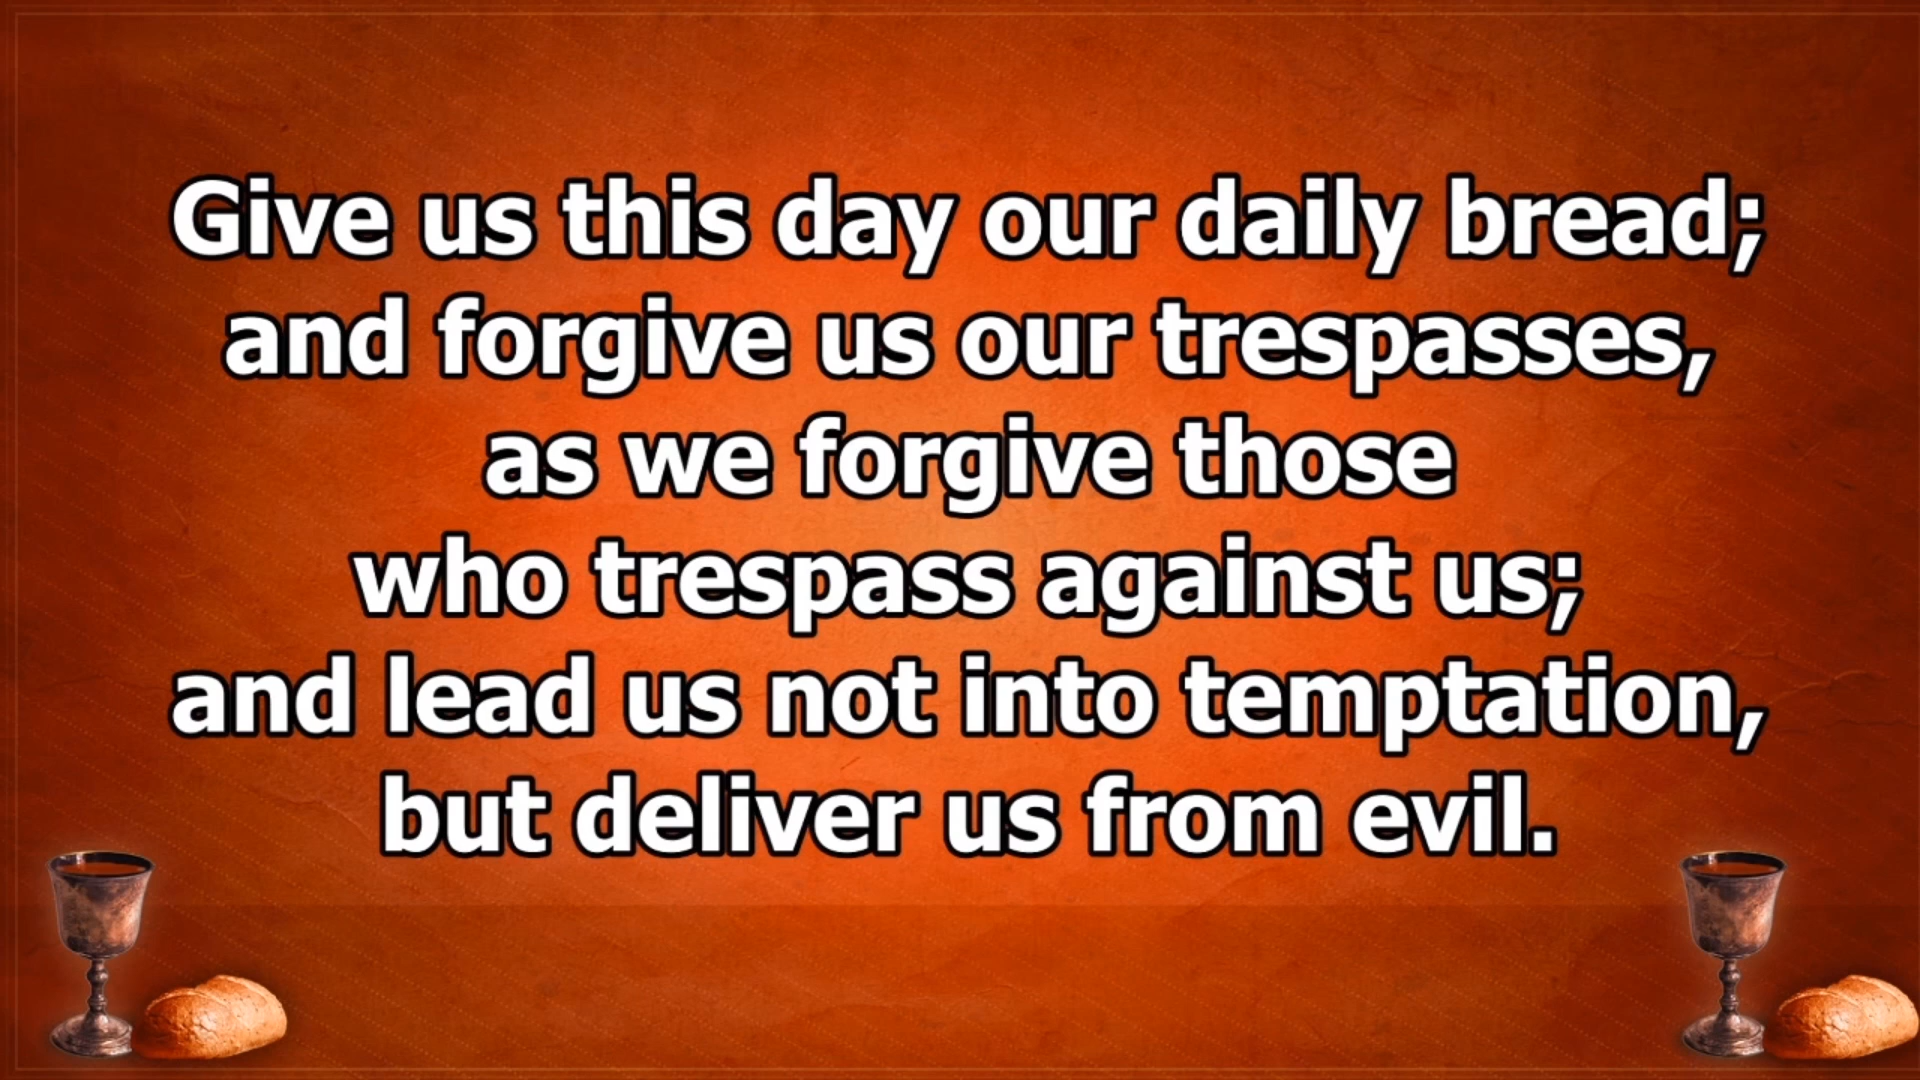 Give us this day our daily bread;
and forgive us our trespasses,
as we forgive those
who trespass against us;
and lead us not into temptation,
but deliver us from evil.